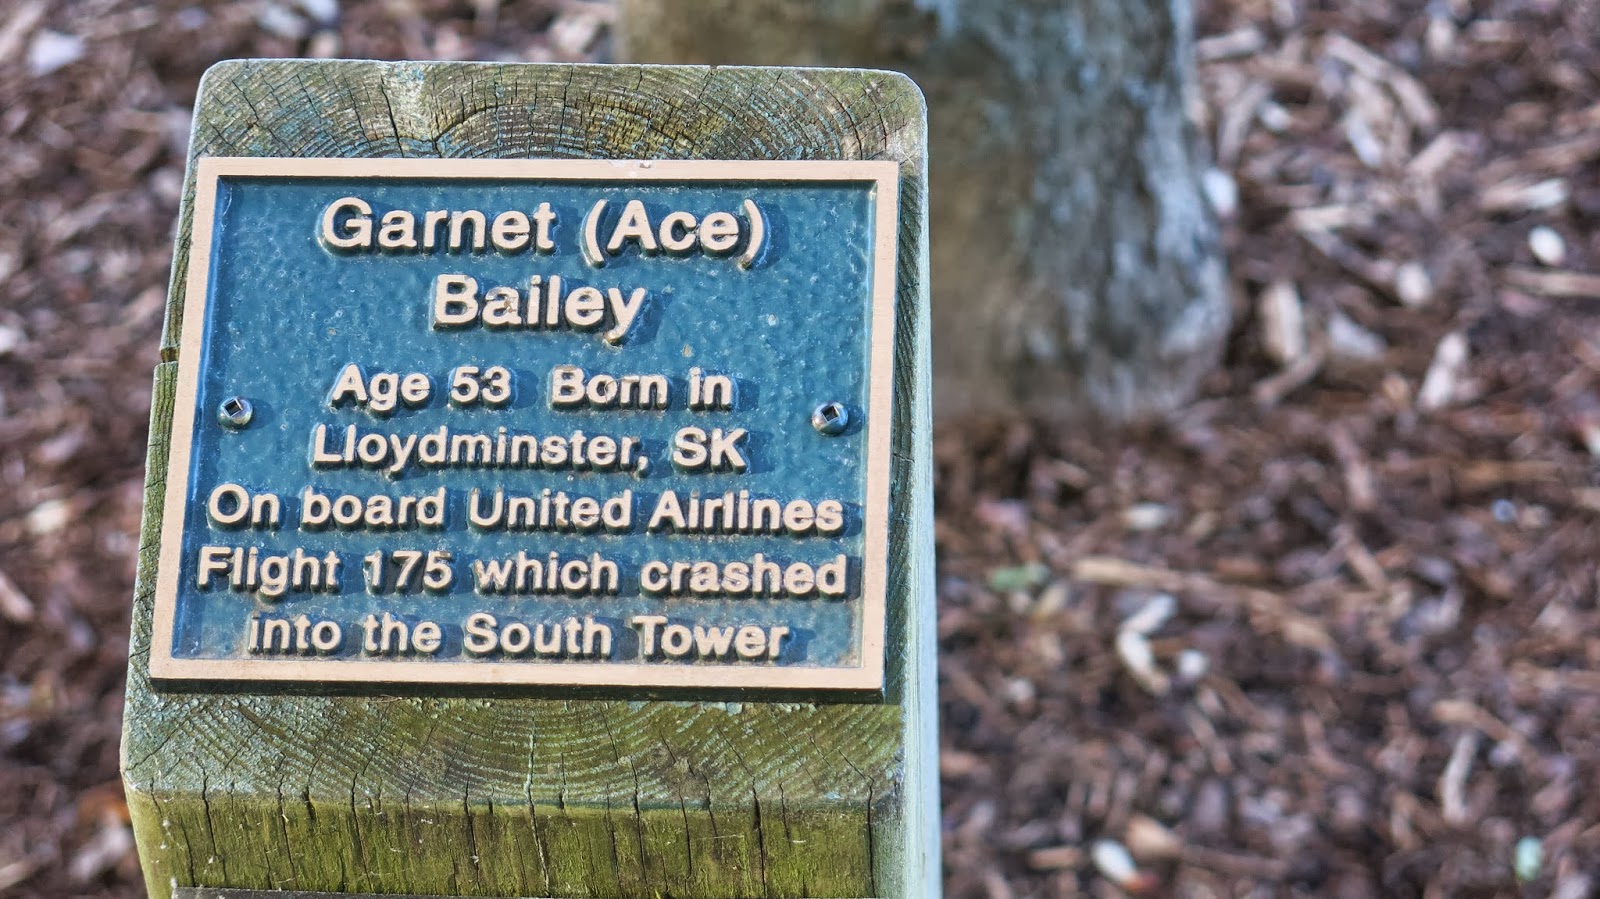 Garnet (Ace)
Bailey
Age 53 Born in
Lloydminster, SK
On board United Airlines
Flight 175 which crashed
into the South Tower